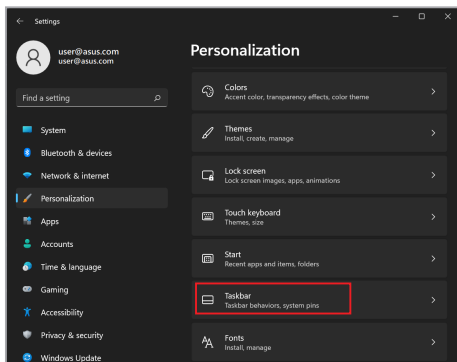 Settings
user@asus.com
user@asus.com
Find a setting
System
Bluetooth & devices
Network & internet
Personalization
Apps
Accounts
Time & language
Gaming
Accessibility
Privacy & security
Windows Update
Personalization
Colors
Accent color, transparency effects, color theme
Themes
Install, create, manage
Lock screen
Lock screen images, apps, animations
Touch keyboard
Themes, size
Start
Recent apps and items, folders
Taskbar
Taskbar behaviors, system pins
Fonts
Install, manage